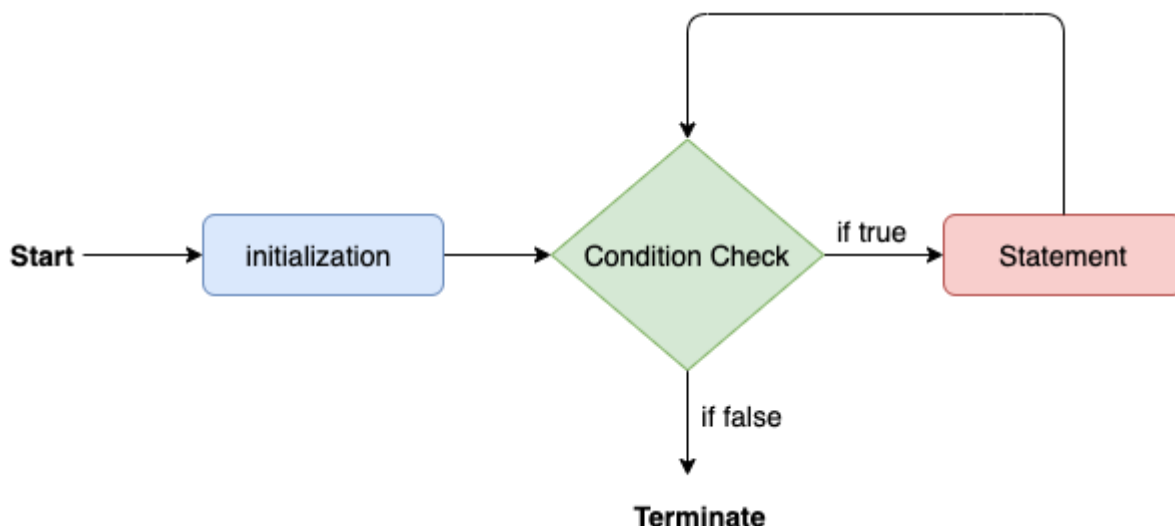 Start
initialization
Condition Check
if true
Statement
if false
Terminate